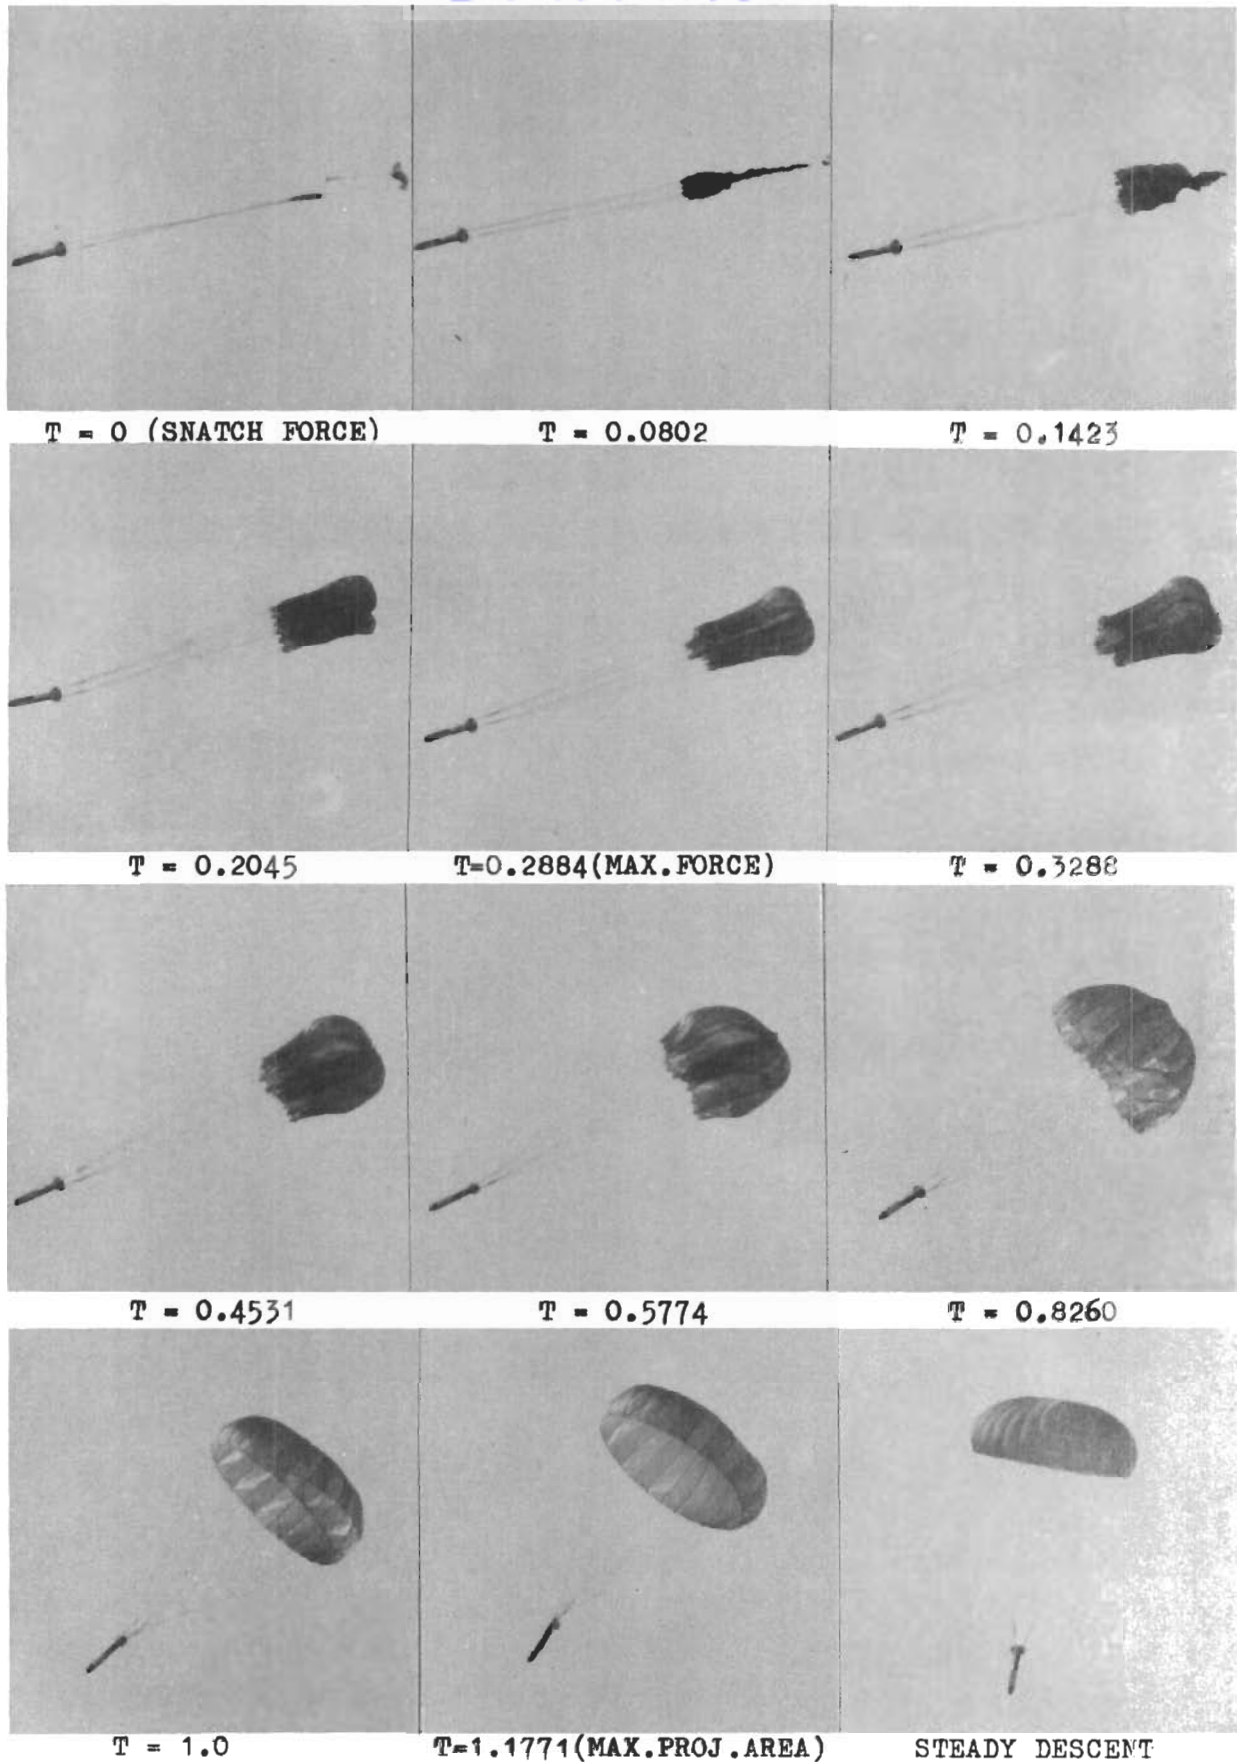 T = 0 (SNATCH FORCE)
T = 0.0802
T = 0.1423
T = 0.2045
T=0.2884(MAX.FORCE)
T = 0.3288
T = 0.4531
T = 0.5774
T = 0.8260
T = 1.0
T=1.1771(MAX.PROJ.AREA)
STEADY DESCENT